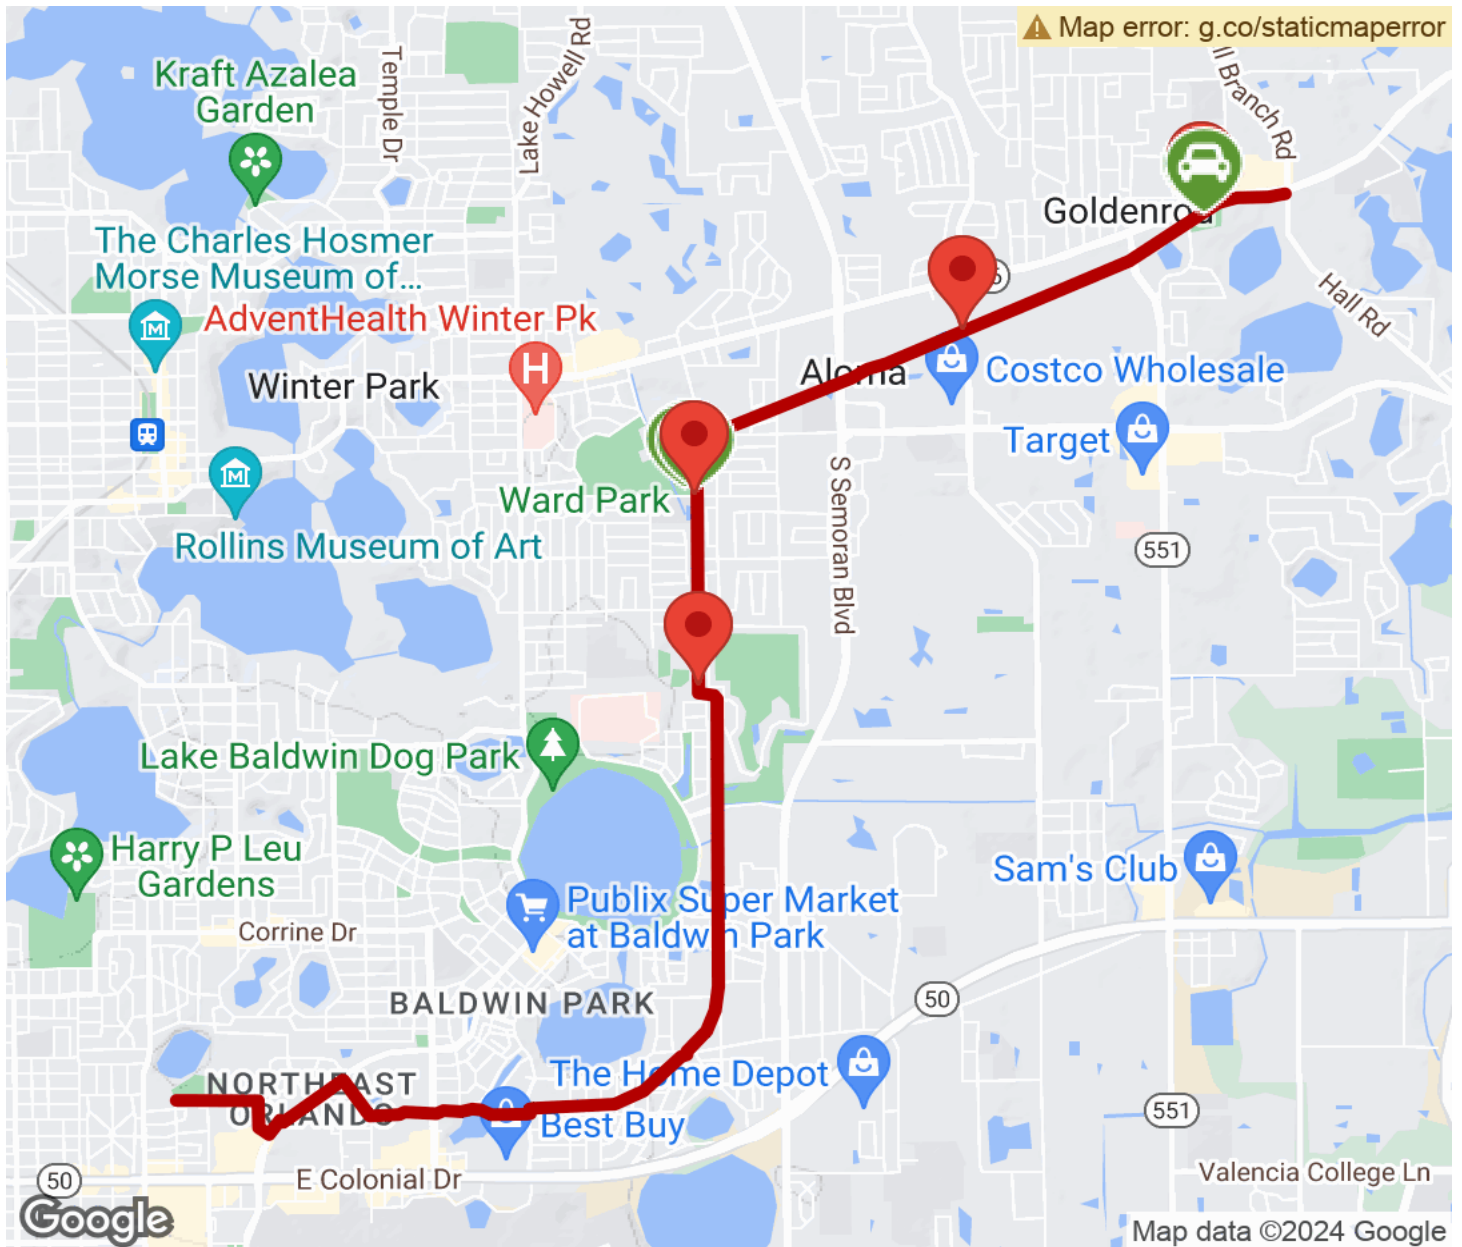 Map error: g.co/staticmaperror
Kraft Azalea
Garden
Temple Dr
Lake Howell Rd
Branch Rd
The Charles Hosmer
Morse Museum of...
Goldenrod
Hall Rd
AdventHealth Winter Pk
H
Winter Park
Aloma
Costco Wholesale
Target
M
M
Ward Park
Rollins Museum of Art
S Semoran Blvd
551
Lake Baldwin Dog Park
Harry P Leu
Gardens
Publix Super Market
at Baldwin Park
Sam's Club
Corrine Dr
BALDWIN PARK
50
The Home Depot
NORTHEAST
ORLANDO
Best Buy
551
E Colonial Dr
50
Valencia College Ln
Google
Map data ©2024 Google